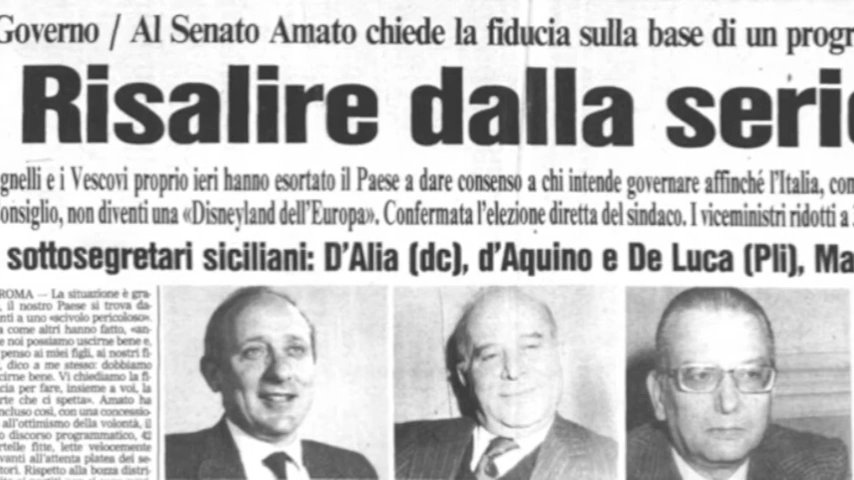 Governo / Al Senato Amato chiede la fiducia sulla base di un progr
Risalire dalla serie
gnelli e i Vescovi proprio ieri hanno esortato il Paese a dare consenso a chi intende governare affinché l'Italia, com
onsiglio, non diventi una «Disneyland dell'Europa». Confermata l'elezione diretta del sindaco. I viceministri ridotti a
sottosegretari siciliani: D'Alia (dc), d'Aquino e De Luca (Pli), Ma
ROMA — La situazione è gra-
, il nostro Paese si trova da-
nti a uno «scivolo pericoloso».
a come altri hanno fatto, «an-
e noi possiamo uscirne bene e,
penso ai miei figli, ai nostri fi-
, dico a me stesso: dobbiamo
cirne bene. Vi chiediamo la fi-
cia per fare, insieme a voi, la
rte che ci spetta». Amato ha
ncluso così, con una concessio-
all'ottimismo della volontà, il
o discorso programmatico, 42
rtelle fitte, lette velocemente
vanti all'attenta platea dei se-
tori. Rispetto alla bozza distri-